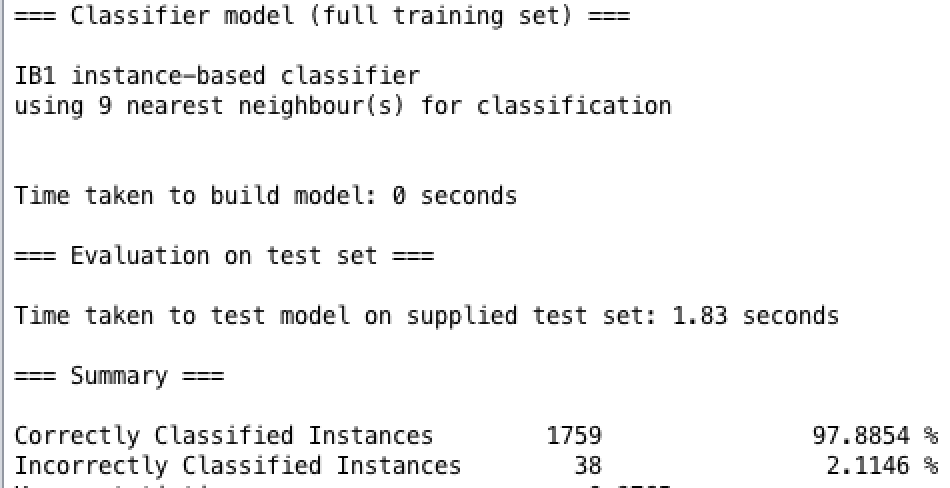 === Classifier model (full training set) ===
IB1 instance-based classifier
using 9 nearest neighbour(s) for classification
Time taken to build model: 0 seconds
=== Evaluation on test set ===
Time taken to test model on supplied test set: 1.83 seconds
=== Summary ===
Correctly Classified Instances 1759 97.8854 %
Incorrectly Classified Instances 38 2.1146 %